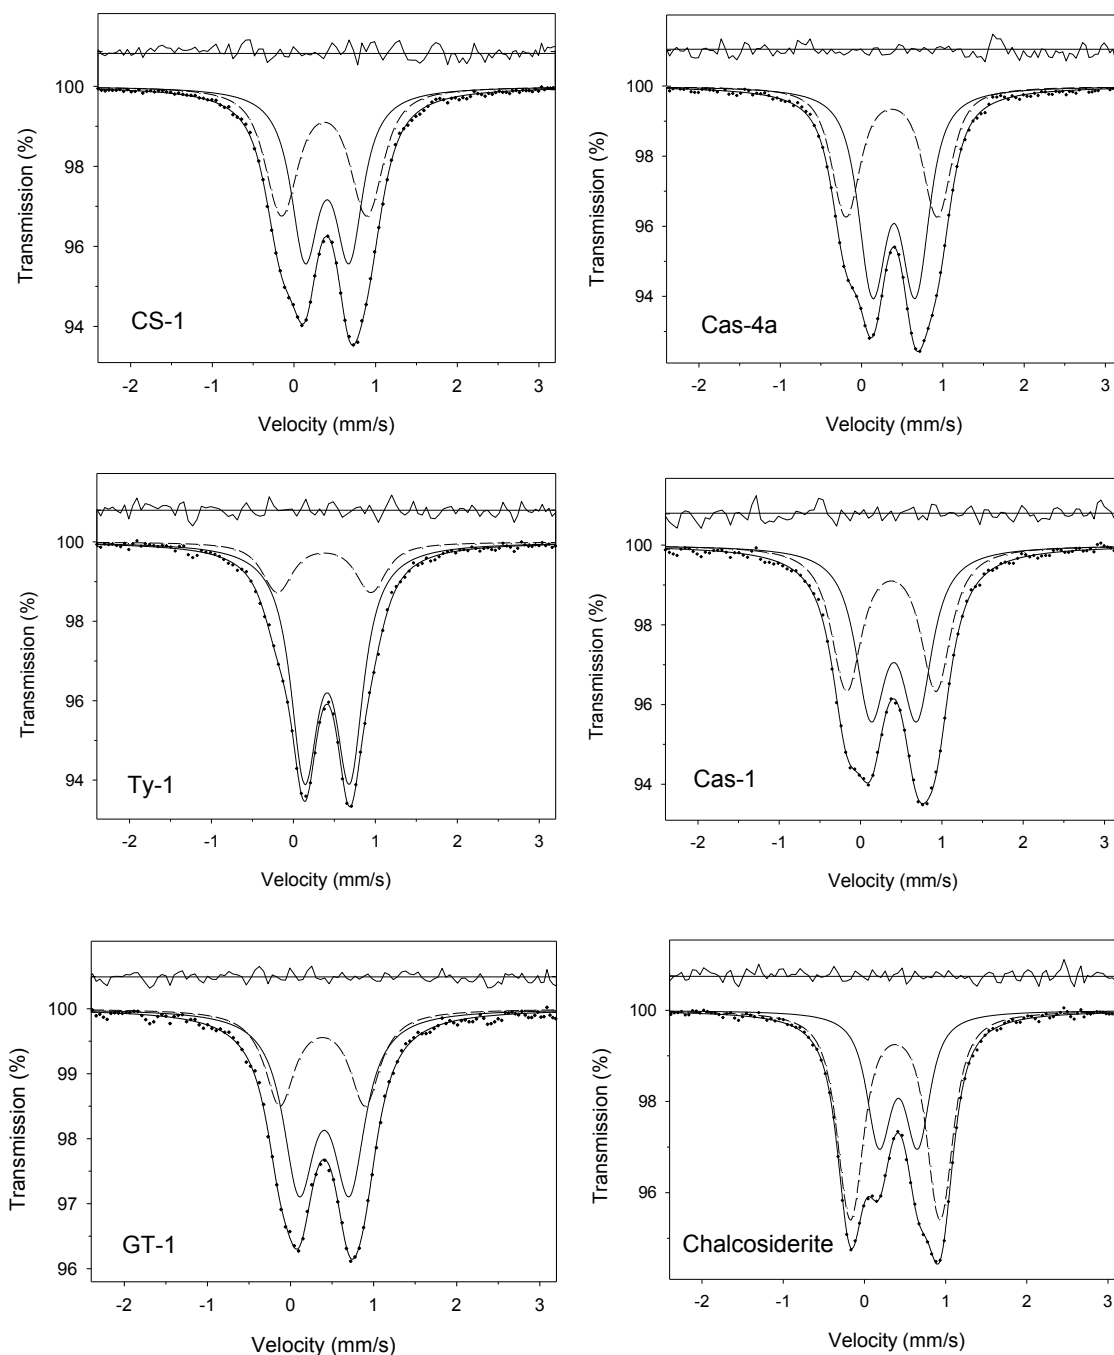 100
98
96
94
Transmission (%)
CS-1
-2 -1 0 1 2 3
Velocity (mm/s)
100
98
96
94
Transmission (%)
Cas-4a
-2 -1 0 1 2 3
Velocity (mm/s)
100
98
96
94
Transmission (%)
Ty-1
-2 -1 0 1 2 3
Velocity (mm/s)
100
98
96
94
Transmission (%)
Cas-1
-2 -1 0 1 2 3
Velocity (mm/s)
100
99
98
97
96
Transmission (%)
GT-1
-2 -1 0 1 2 3
Velocity (mm/s)
100
98
96
Transmission (%)
Chalcosiderite
-2 -1 0 1 2 3
Velocity (mm/s)